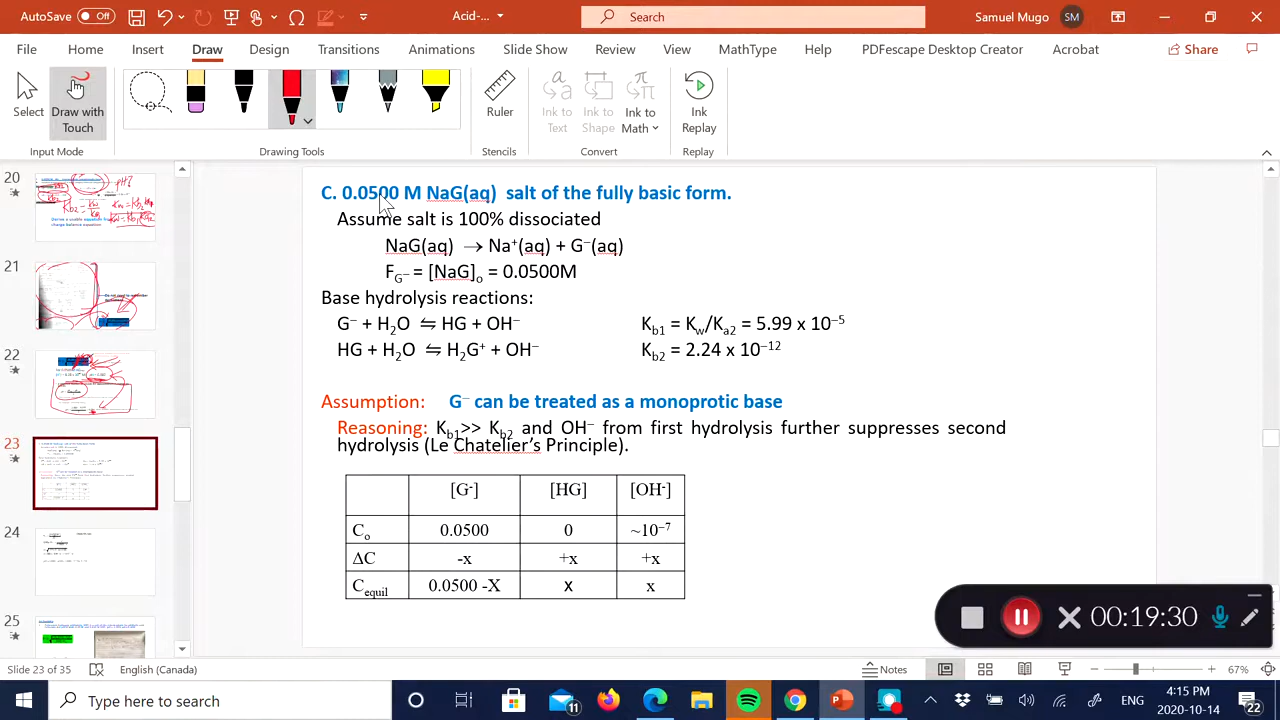 AutoSave Off
Acid-...
Search
Samuel Mugo SM
File Home Insert Draw Design Transitions Animations Slide Show Review View MathType Help PDFescape Desktop Creator Acrobat Share
Select
Draw with Touch
Ruler
Ink to Text
Ink to Shape
Ink to Math
Ink Replay
Input Mode
Drawing Tools
Stencils
Convert
Replay
20
21
22
23
24
25
C. 0.0500 M NaG(aq) salt of the fully basic form.
Assume salt is 100% dissociated
NaG(aq) → Na⁺(aq) + G⁻(aq)
F_G⁻ = [NaG]ₒ = 0.0500M
Base hydrolysis reactions:
G⁻ + H₂O ⇋ HG + OH⁻ K_b1 = K_w/K_a2 = 5.99 x 10⁻⁵
HG + H₂O ⇋ H₂G⁺ + OH⁻ K_b2 = 2.24 x 10⁻¹²
Assumption: G⁻ can be treated as a monoprotic base
Reasoning: K_b1>> K_b2 and OH⁻ from first hydrolysis further suppresses second
hydrolysis (Le Chatelier's Principle).
[G⁻] [HG] [OH⁻]
Cₒ 0.0500 0 ~10⁻⁷
ΔC -x +x +x
C_equil 0.0500 -X x x
00:19:30
Slide 23 of 35 English (Canada) Notes 67%
Type here to search
11
ENG
4:15 PM
2020-10-14
22